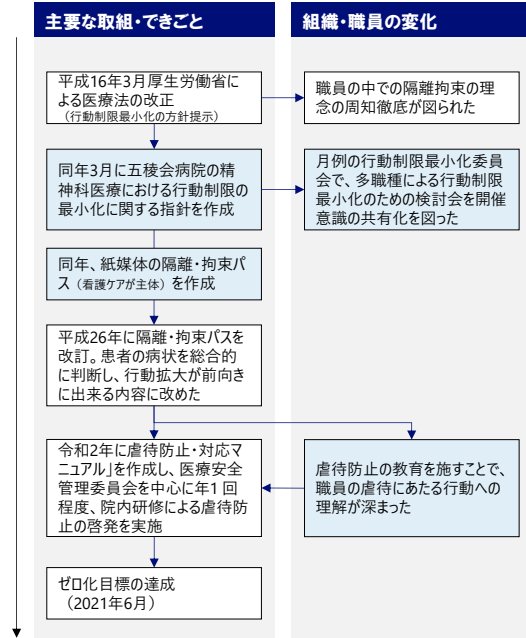 主要な取組・できごと
組織・職員の変化
平成16年3月厚生労働省に
よる医療法の改正
（行動制限最小化の方針提示）
職員の中での隔離拘束の理
念の周知徹底が図られた
同年3月に五稜会病院の精
神科医療における行動制限の
最小化に関する指針を作成
月例の行動制限最小化委員
会で、多職種による行動制限
最小化のための検討会を開催
意識の共有化を図った
同年、紙媒体の隔離・拘束パ
ス（看護ケアが主体）を作成
平成26年に隔離・拘束パスを
改訂。患者の病状を総合的
に判断し、行動拡大が前向き
に出来る内容に改めた
令和2年に虐待防止・対応マ
ニュアル」を作成し、医療安全
管理委員会を中心に年1回
程度、院内研修による虐待防
止の啓発を実施
虐待防止の教育を施すことで、
職員の虐待にあたる行動への
理解が深まった
ゼロ化目標の達成
（2021年6月）